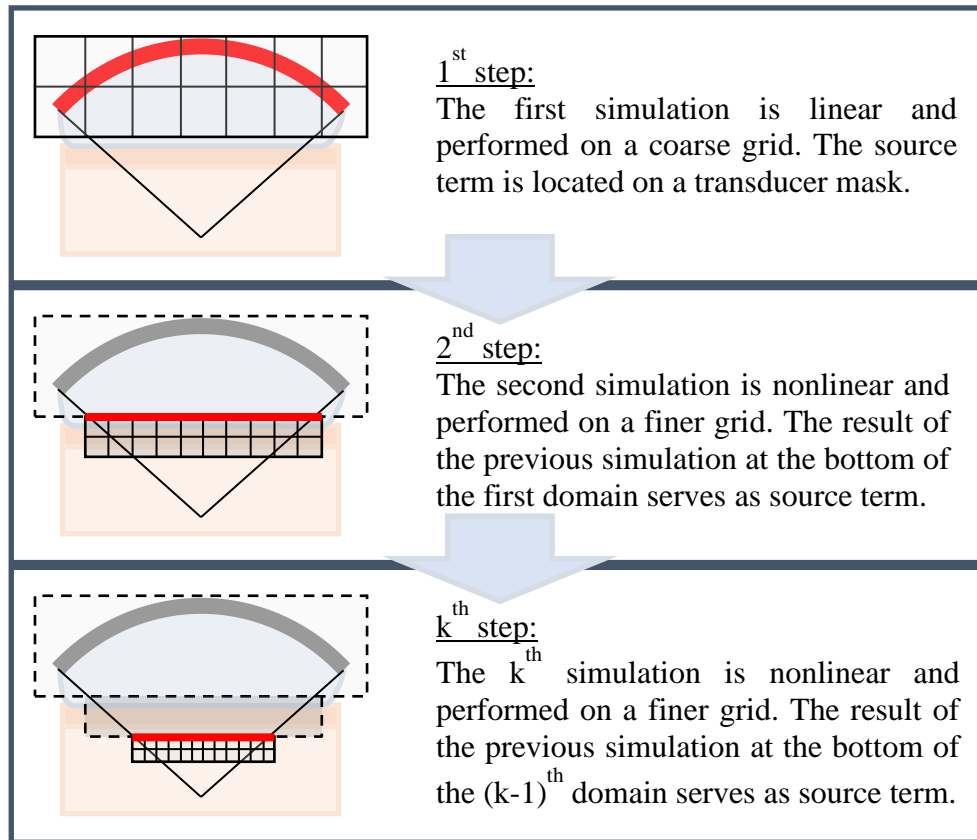 1st step:
The first simulation is linear and
performed on a coarse grid. The source
term is located on a transducer mask.
2nd step:
The second simulation is nonlinear and
performed on a finer grid. The result of
the previous simulation at the bottom of
the first domain serves as source term.
kth step:
The kth simulation is nonlinear and
performed on a finer grid. The result of
the previous simulation at the bottom of
the (k-1)th domain serves as source term.